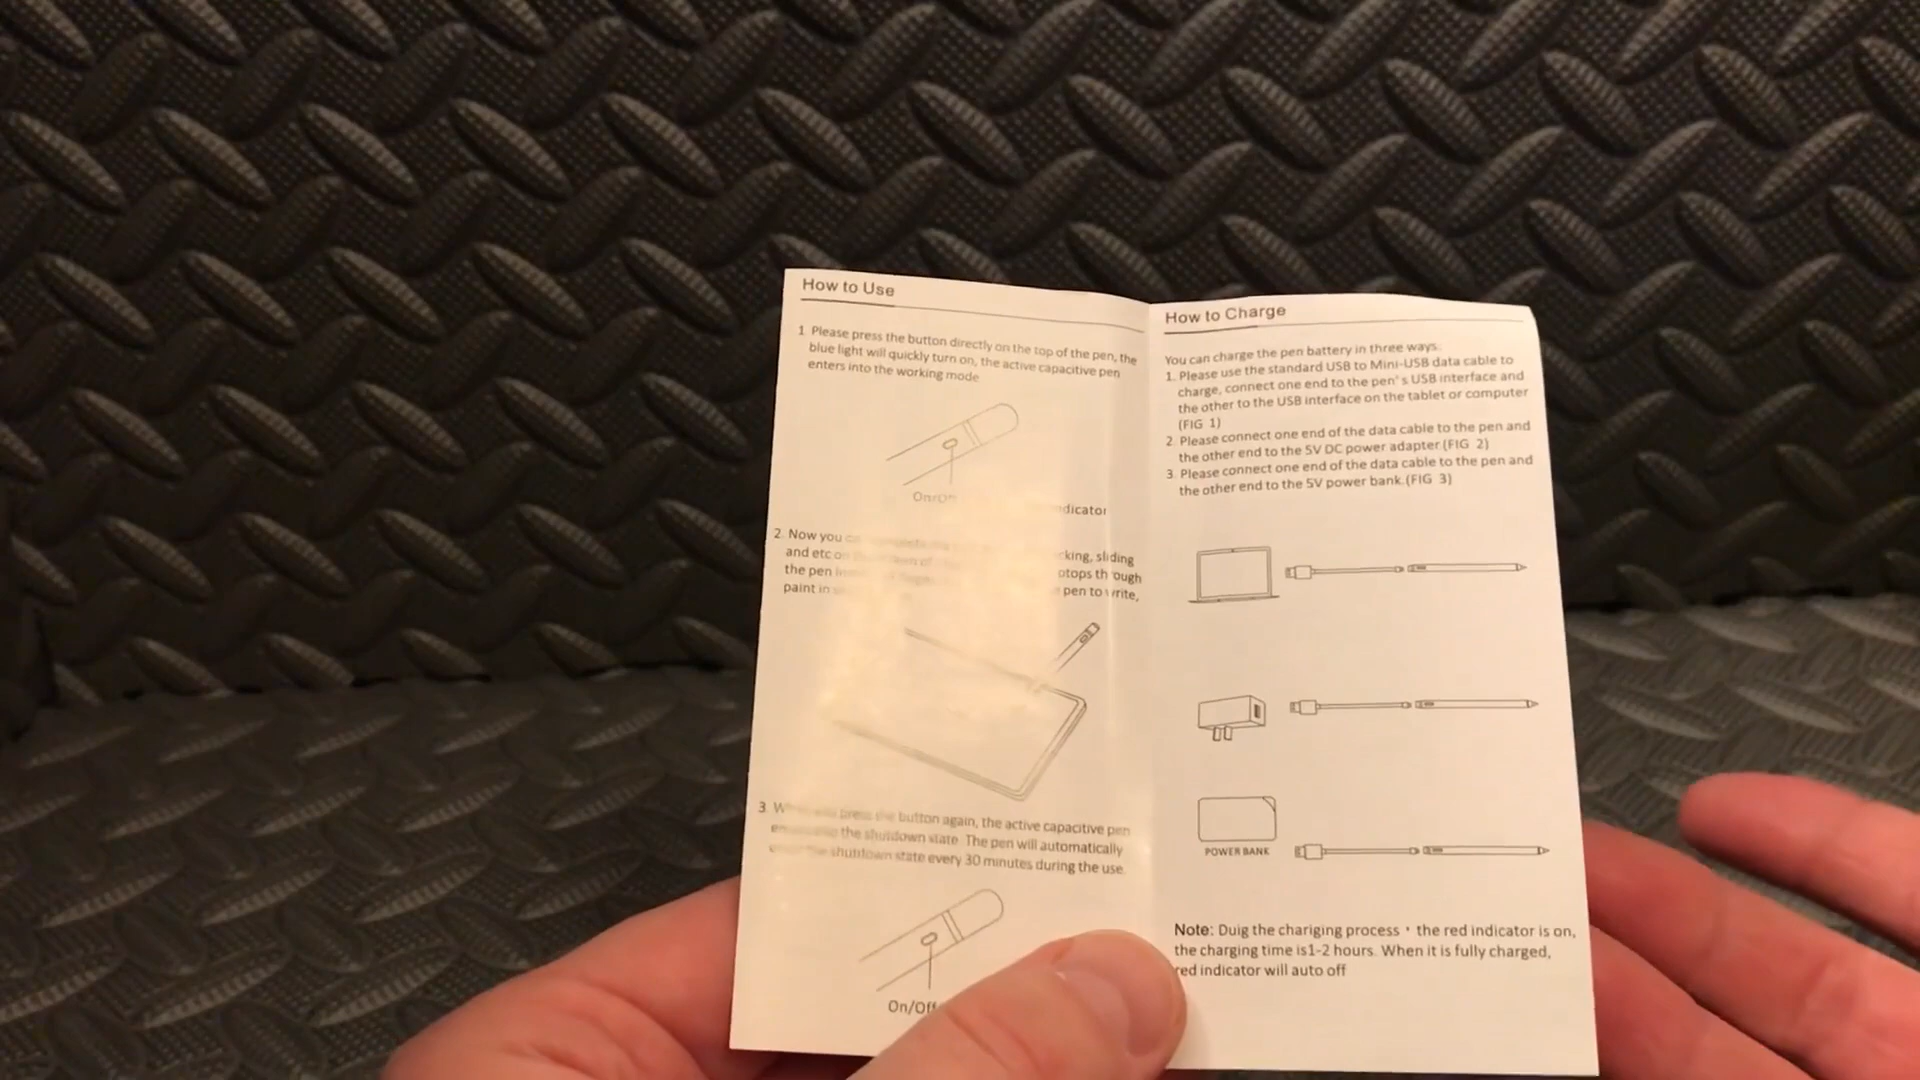 How to Use
1 Please press the button directly on the top of the pen, the
blue light will quickly turn on, the active capacitive pen
enters into the working mode
indicator
2. Now you
king, sliding
and etc
the pen
through
paint in
pen to write,
3
press the button again, the active capacitive pen
the shutdown state The pen will automatically
shutdown state every 30 minutes during the use.
On/Off
How to Charge
You can charge the pen battery in three ways:
1. Please use the standard USB to Mini-USB data cable to
charge, connect one end to the pen's USB interface and
the other to the USB interface on the tablet or computer
(FIG 1)
2. Please connect one end of the data cable to the pen and
the other end to the 5V DC power adapter.(FIG 2)
3. Please connect one end of the data cable to the pen and
the other end to the 5V power bank.(FIG 3)
POWER BANK
Note: Duig the chariging process · the red indicator is on,
the charging time is1-2 hours. When it is fully charged,
red indicator will auto off